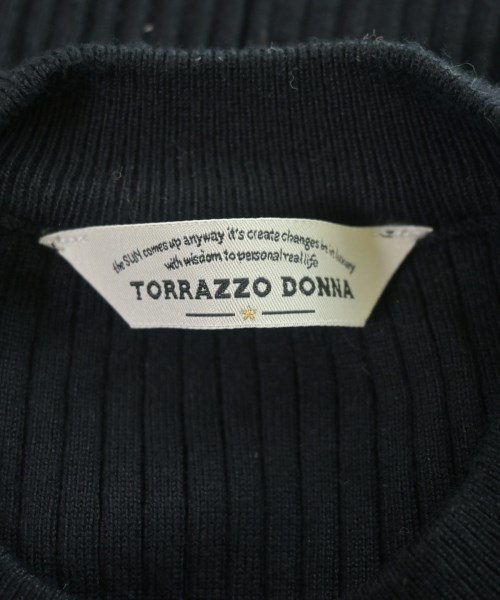 the SUN comes up anyway it's create changes
with wisdom to personal real life
TORRAZZO DONNA